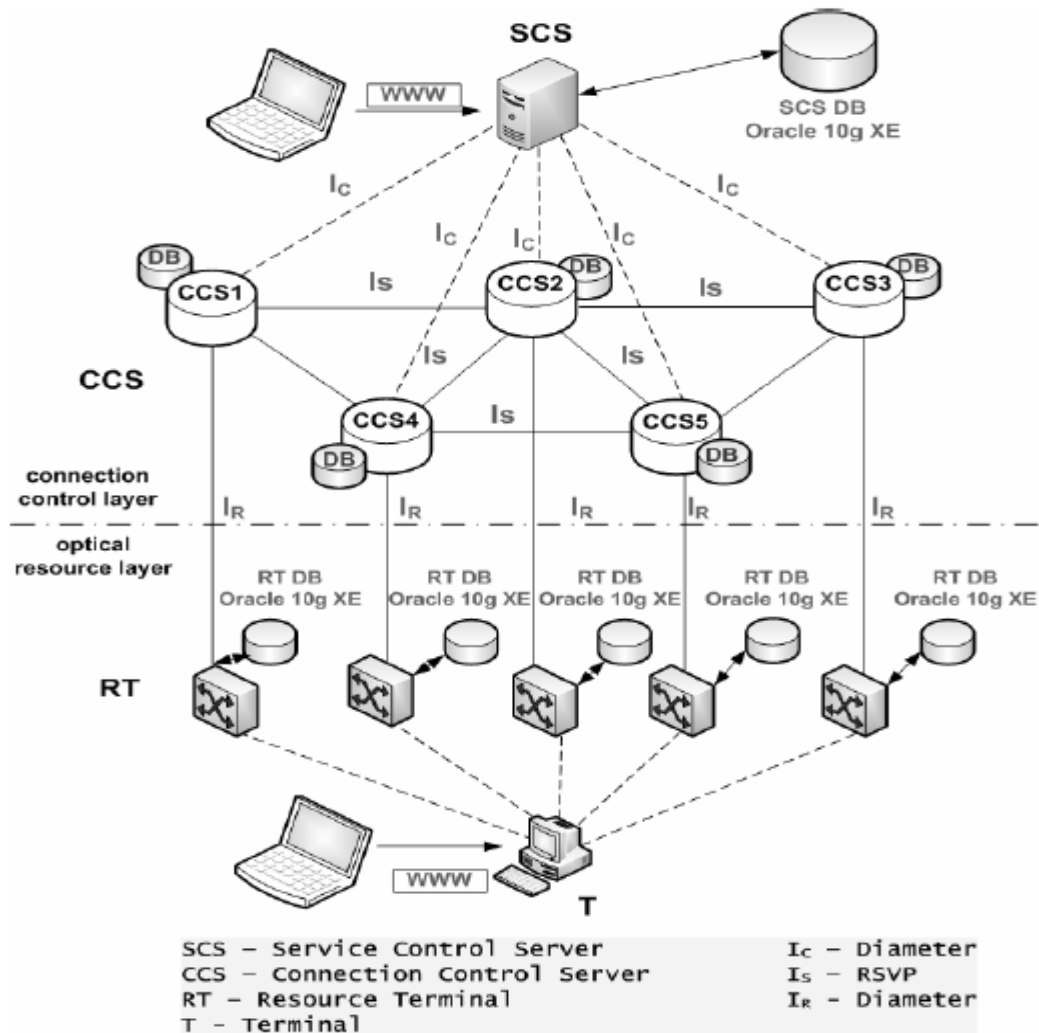 SCS
WWW
SCS DB
Oracle 10g XE
IC
IC
IC
IC
IC
DB
CCS1
IS
CCS2
DB
IS
CCS3
DB
CCS
IS
IS
CCS4
DB
IS
CCS5
DB
connection
control layer
IR
IR
IR
IR
IR
optical
resource layer
RT DB
Oracle 10g XE
RT DB
Oracle 10g XE
RT DB
Oracle 10g XE
RT DB
Oracle 10g XE
RT DB
Oracle 10g XE
RT
WWW
T
SCS – Service Control Server
IC – Diameter
CCS – Connection Control Server
IS – RSVP
RT – Resource Terminal
IR – Diameter
T – Terminal